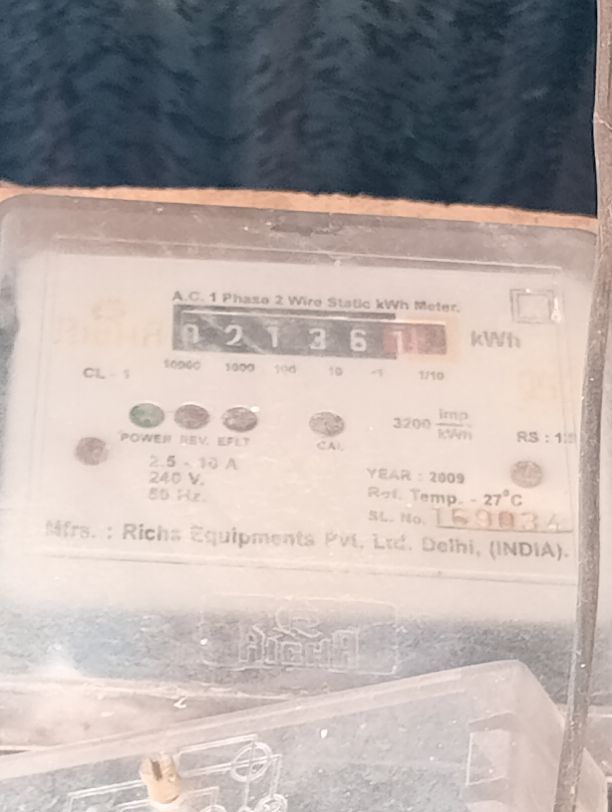 A.C. 1 Phase 2 Wire Static kWh Meter.
0 2 1 3 6 1 kWh
CL - 1
10000 1000 100 10 1 1/10
POWER REV. EFLT CAL
3200 imp/kWh
RS :
2.5 - 10 A
240 V.
50 Hz.
YEAR : 2009
Ref. Temp. - 27°C
SL. No. 159034
Mfrs. : Richa Equipments Pvt. Ltd. Delhi, (INDIA).
RICHA